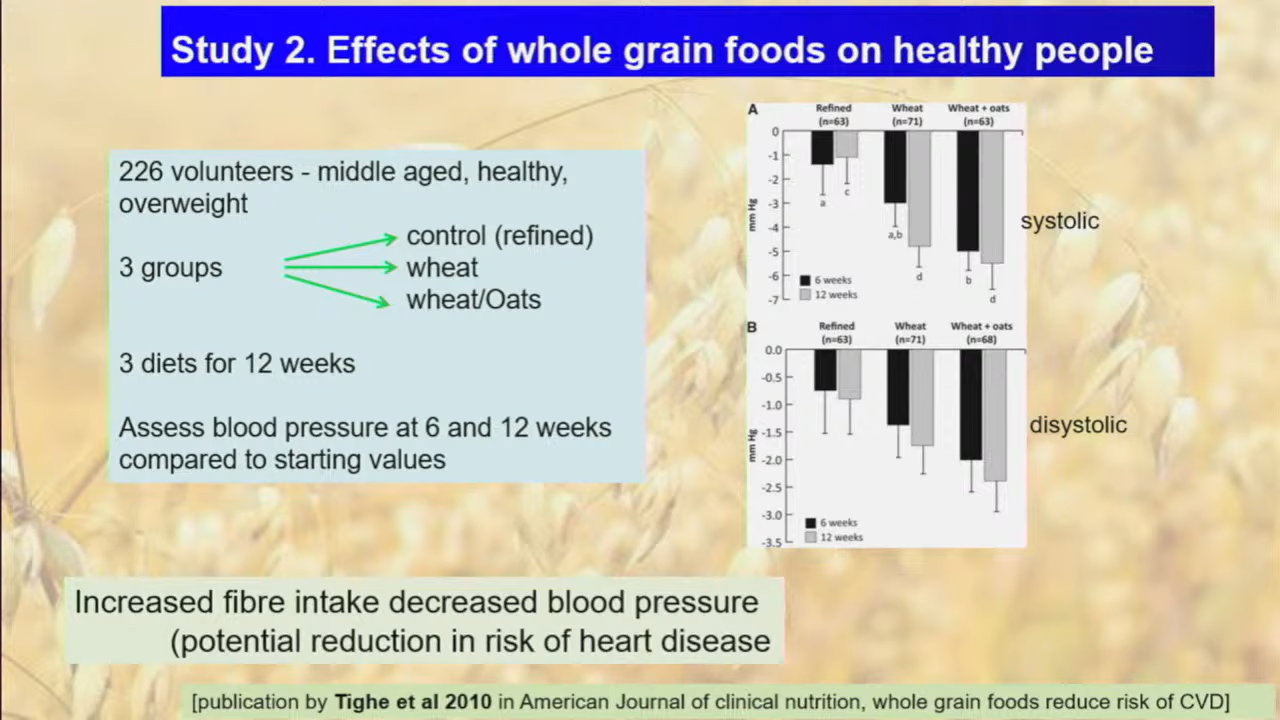 Study 2. Effects of whole grain foods on healthy people
226 volunteers - middle aged, healthy,
overweight
control (refined)
3 groups
wheat
wheat/Oats
3 diets for 12 weeks
Assess blood pressure at 6 and 12 weeks
compared to starting values
A
Refined Wheat Wheat + oats
(n=63) (n=71) (n=63)
0
-1
-2
-3
-4
-5
-6
-7
mm Hg
a
c
a,b
d
b
d
6 weeks
12 weeks
systolic
B
Refined Wheat Wheat + oats
(n=63) (n=71) (n=68)
0.0
-0.5
-1.0
-1.5
-2.0
-2.5
-3.0
-3.5
mm Hg
6 weeks
12 weeks
disystolic
Increased fibre intake decreased blood pressure
(potential reduction in risk of heart disease
[publication by Tighe et al 2010 in American Journal of clinical nutrition, whole grain foods reduce risk of CVD]